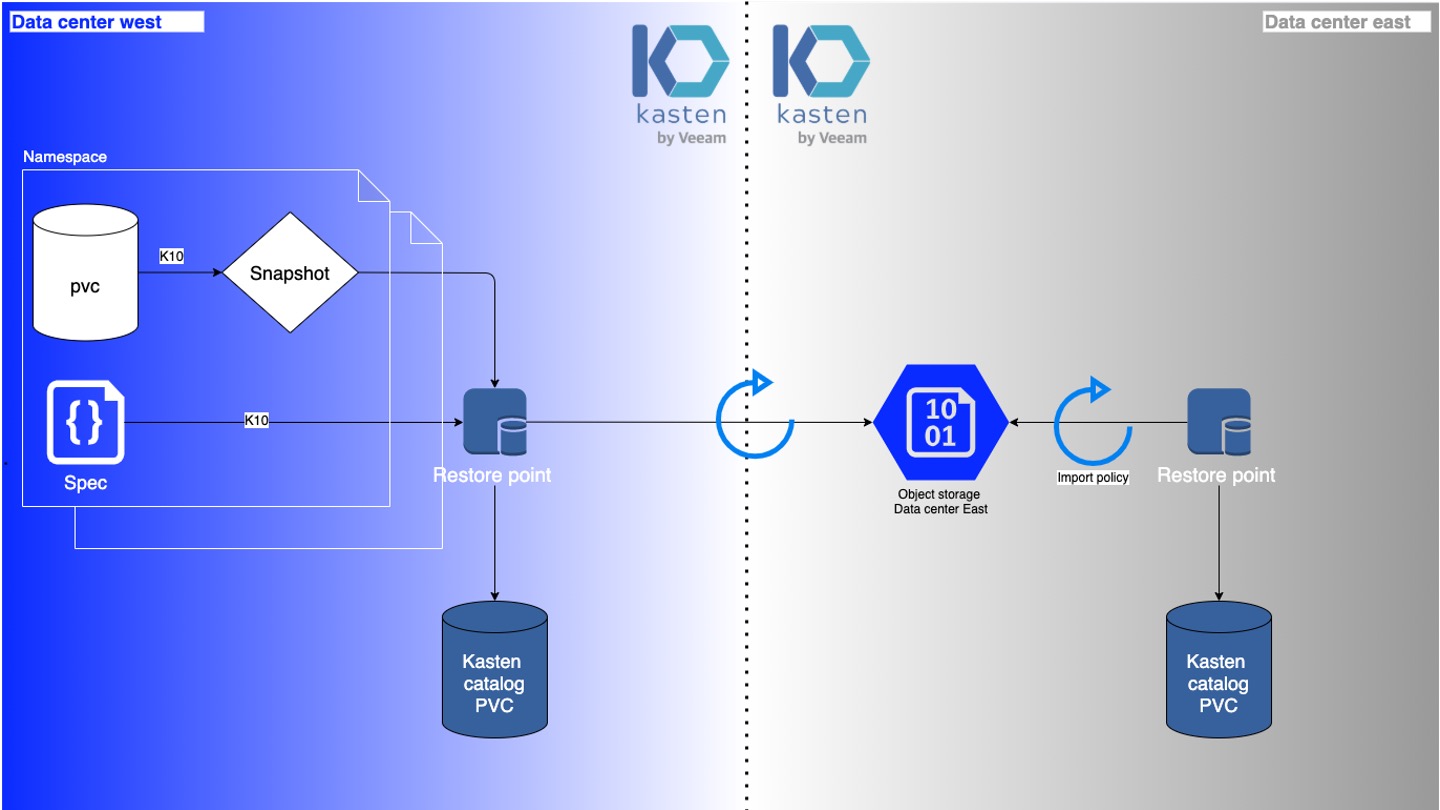 Data center west
Data center east
kasten
by Veeam
kasten
by Veeam
Namespace
pvc
K10
Snapshot
{}
K10
Spec
Restore point
10
01
Object storage
Data center East
Import policy
Restore point
Kasten
catalog
PVC
Kasten
catalog
PVC